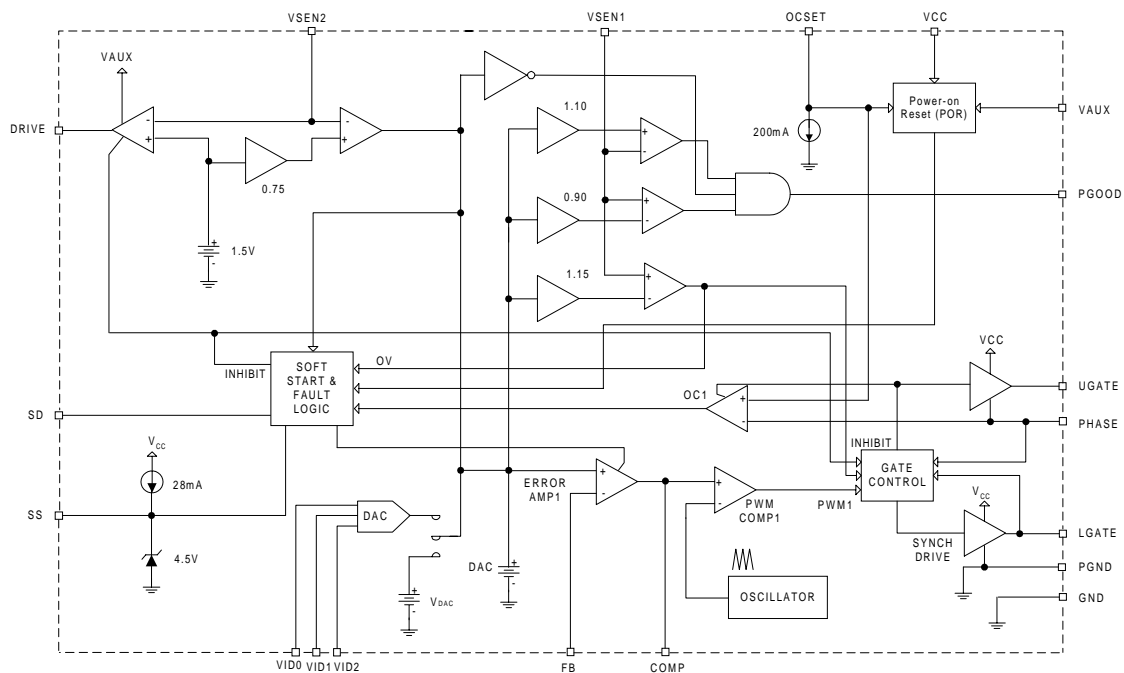 VSEN2
VSEN1
OCSET
VCC
VAUX
DRIVE
-
+
-
+
0.75
+
-
1.5V
1.10
+
-
0.90
+
-
1.15
+
-
200mA
Power-on
Reset (POR)
VAUX
PGOOD
INHIBIT
SOFT
START &
FAULT
LOGIC
OV
OC1
+
-
VCC
UGATE
PHASE
INHIBIT
GATE
CONTROL
SD
VCC
28mA
SS
4.5V
DAC
+
-
VDAC
DAC
+
-
ERROR
AMP1
+
-
+
-
PWM
COMP1
PWM1
OSCILLATOR
SYNCH
DRIVE
VCC
LGATE
PGND
GND
VID0
VID1
VID2
FB
COMP